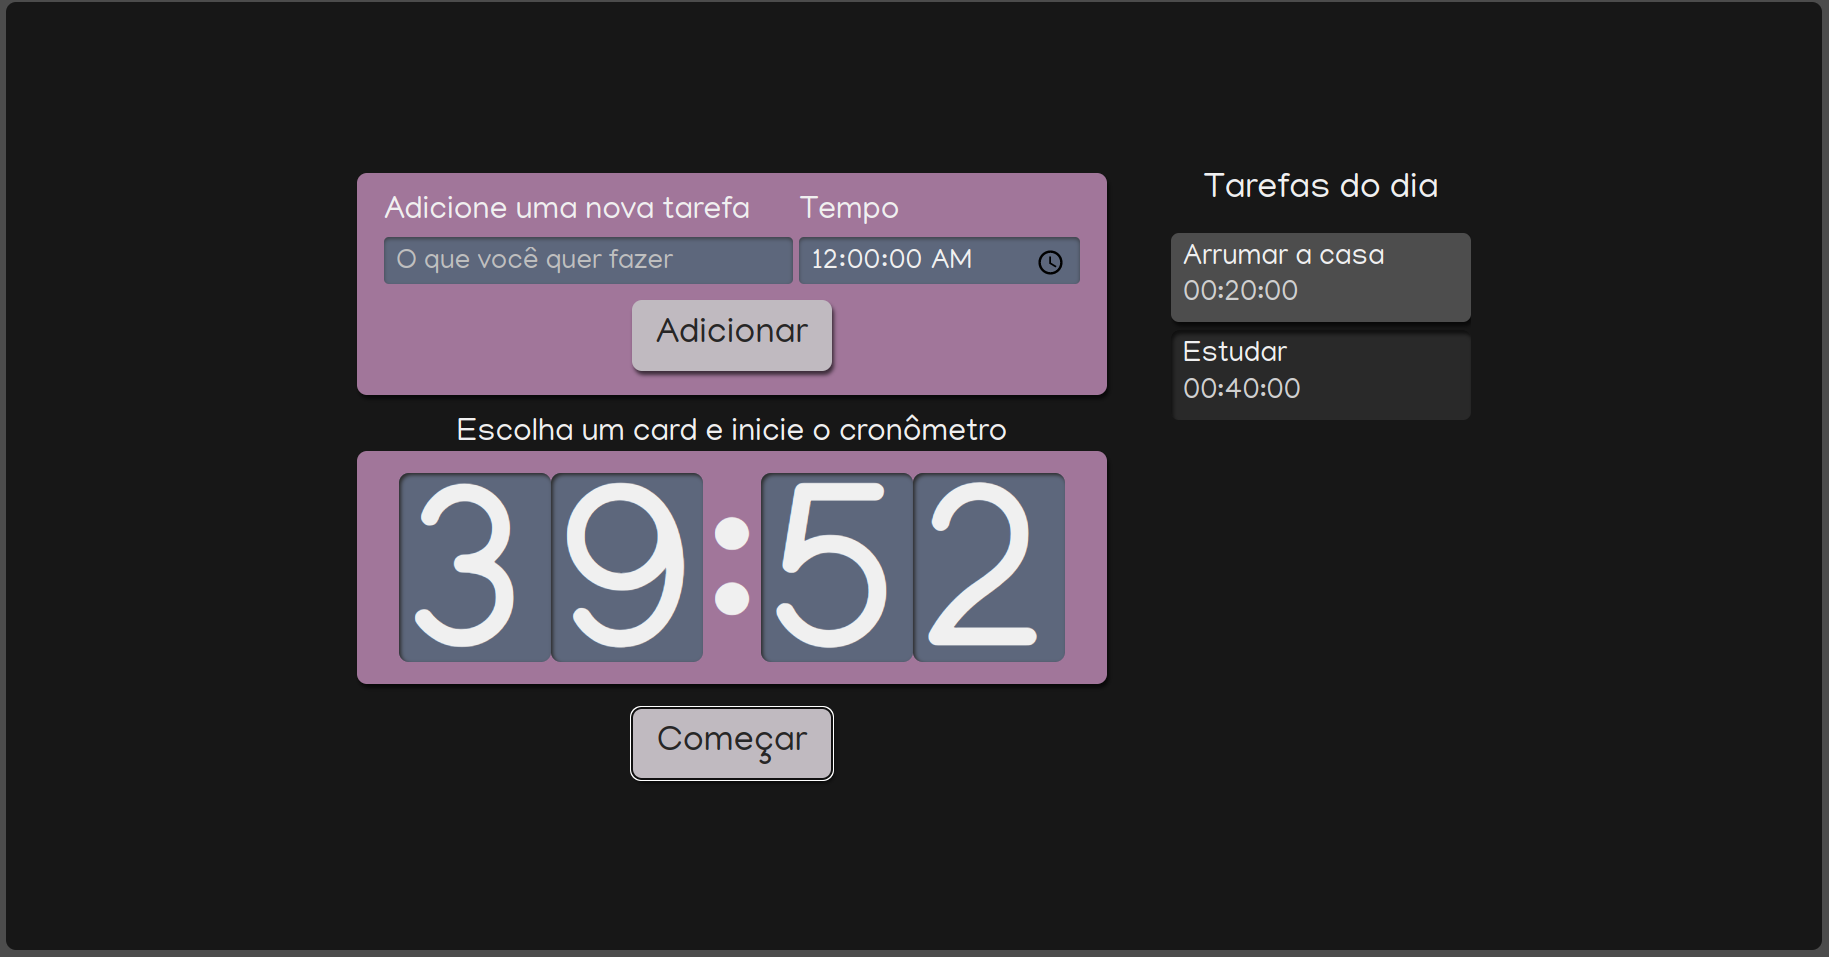 Adicione uma nova tarefa
Tempo
O que você quer fazer
12:00:00 AM
Adicionar
Escolha um card e inicie o cronômetro
39:52
Começar
Tarefas do dia
Arrumar a casa
00:20:00
Estudar
00:40:00